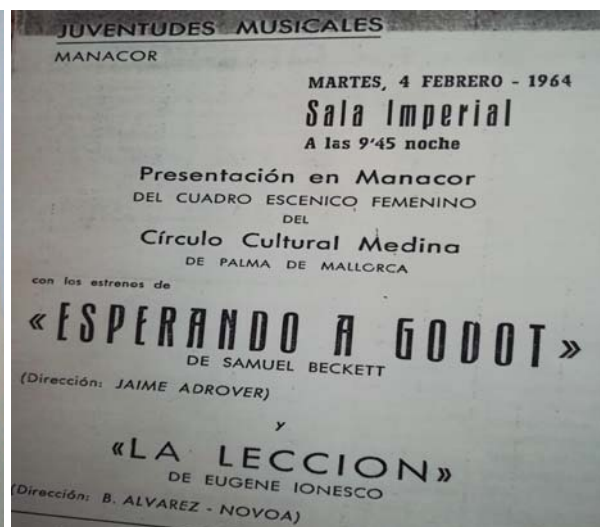 JUVENTUDES MUSICALES
MANACOR
MARTES, 4 FEBRERO - 1964
Sala Imperial
A las 9'45 noche
Presentación en Manacor
DEL CUADRO ESCENICO FEMENINO
DEL
Círculo Cultural Medina
DE PALMA DE MALLORCA
con los estrenos de
«ESPERANDO A GODOT»
DE SAMUEL BECKETT
(Dirección: JAIME ADROVER)
y
«LA LECCION»
DE EUGENE IONESCO
(Dirección: B. ALVAREZ - NOVOA)